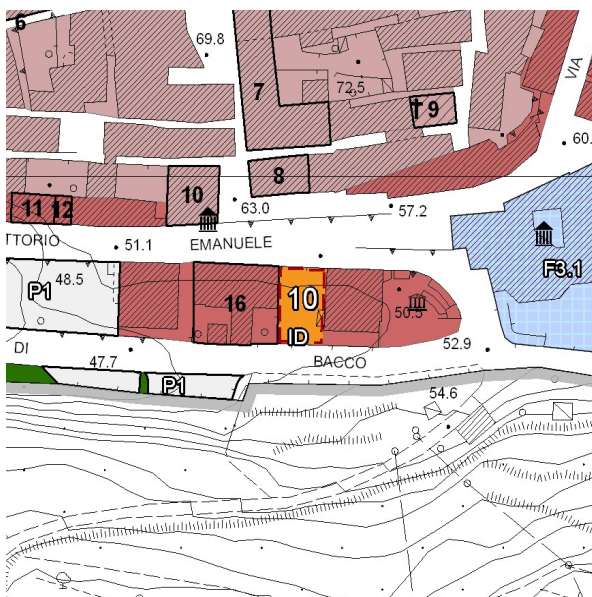 6
69.8
72.5
VIA
7
9
60.
8
10
11
12
63.0
57.2
TTORIO
51.1
EMANUELE
F3.1
48.5
P1
16
10
ID
50.5
DI
47.7
P1
BACCO
52.9
54.6